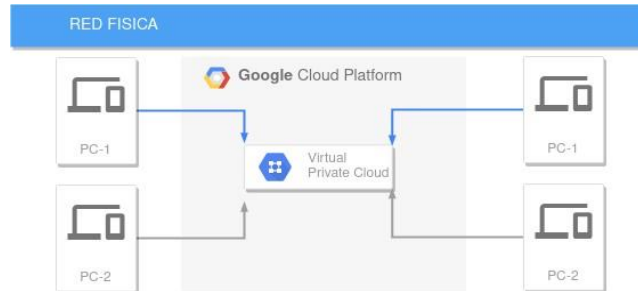 RED FISICA
Google Cloud Platform
PC-1
Virtual
Private Cloud
PC-1
PC-2
PC-2